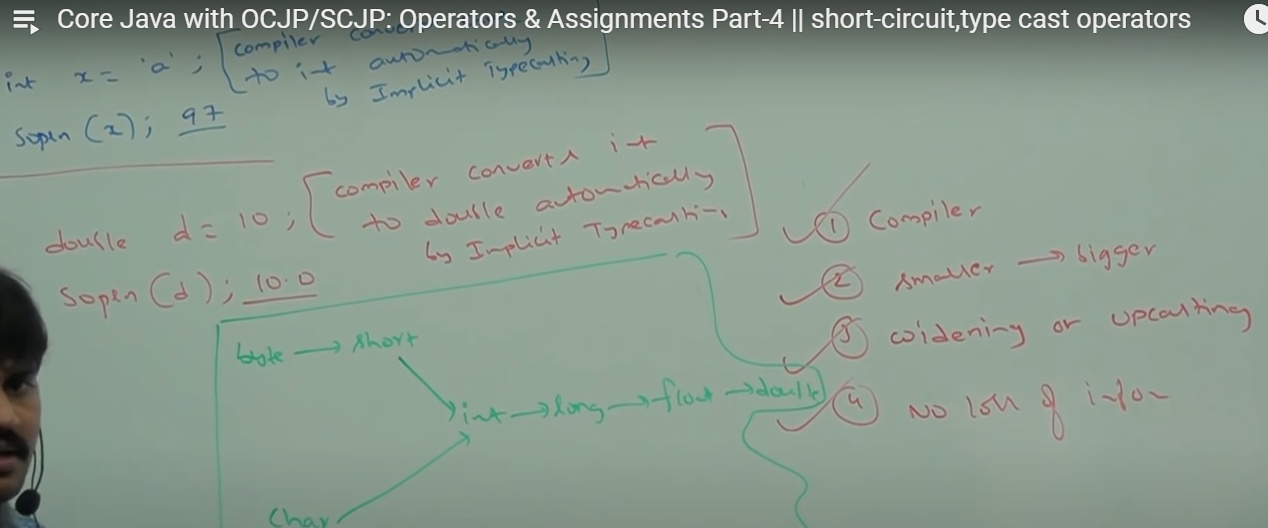 Core Java with OCJP/SCJP: Operators & Assignments Part-4 || short-circuit,type cast operators
int x = 'a'; [compiler
to int automatically
by Implicit Typecasting]
Sopln (x); 97
double d = 10; [compiler converts int
to double automatically
by Implicit Typecasting]
Sopln (d); 10.0
① Compiler
② smaller → bigger
③ widening or upcasting
④ NO loss of infon
byte → short
int → long → float → double
char